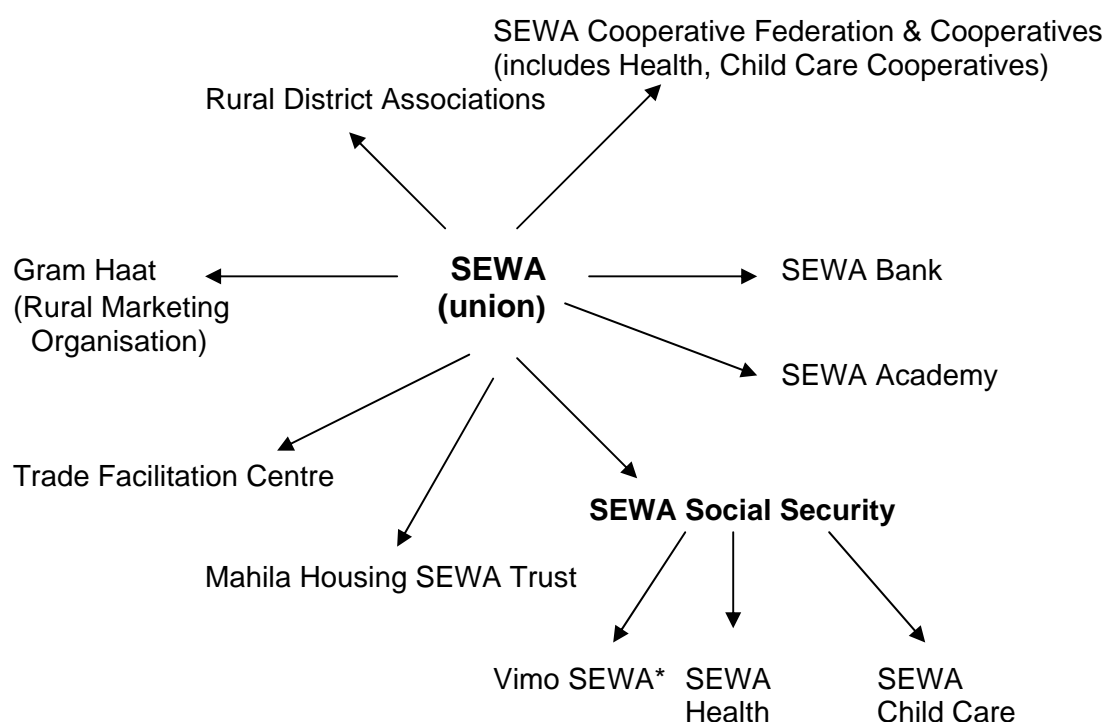 SEWA Cooperative Federation & Cooperatives
(includes Health, Child Care Cooperatives)
Rural District Associations
Gram Haat
(Rural Marketing
Organisation)
SEWA
(union)
SEWA Bank
SEWA Academy
Trade Facilitation Centre
SEWA Social Security
Mahila Housing SEWA Trust
Vimo SEWA*
SEWA
Health
SEWA
Child Care